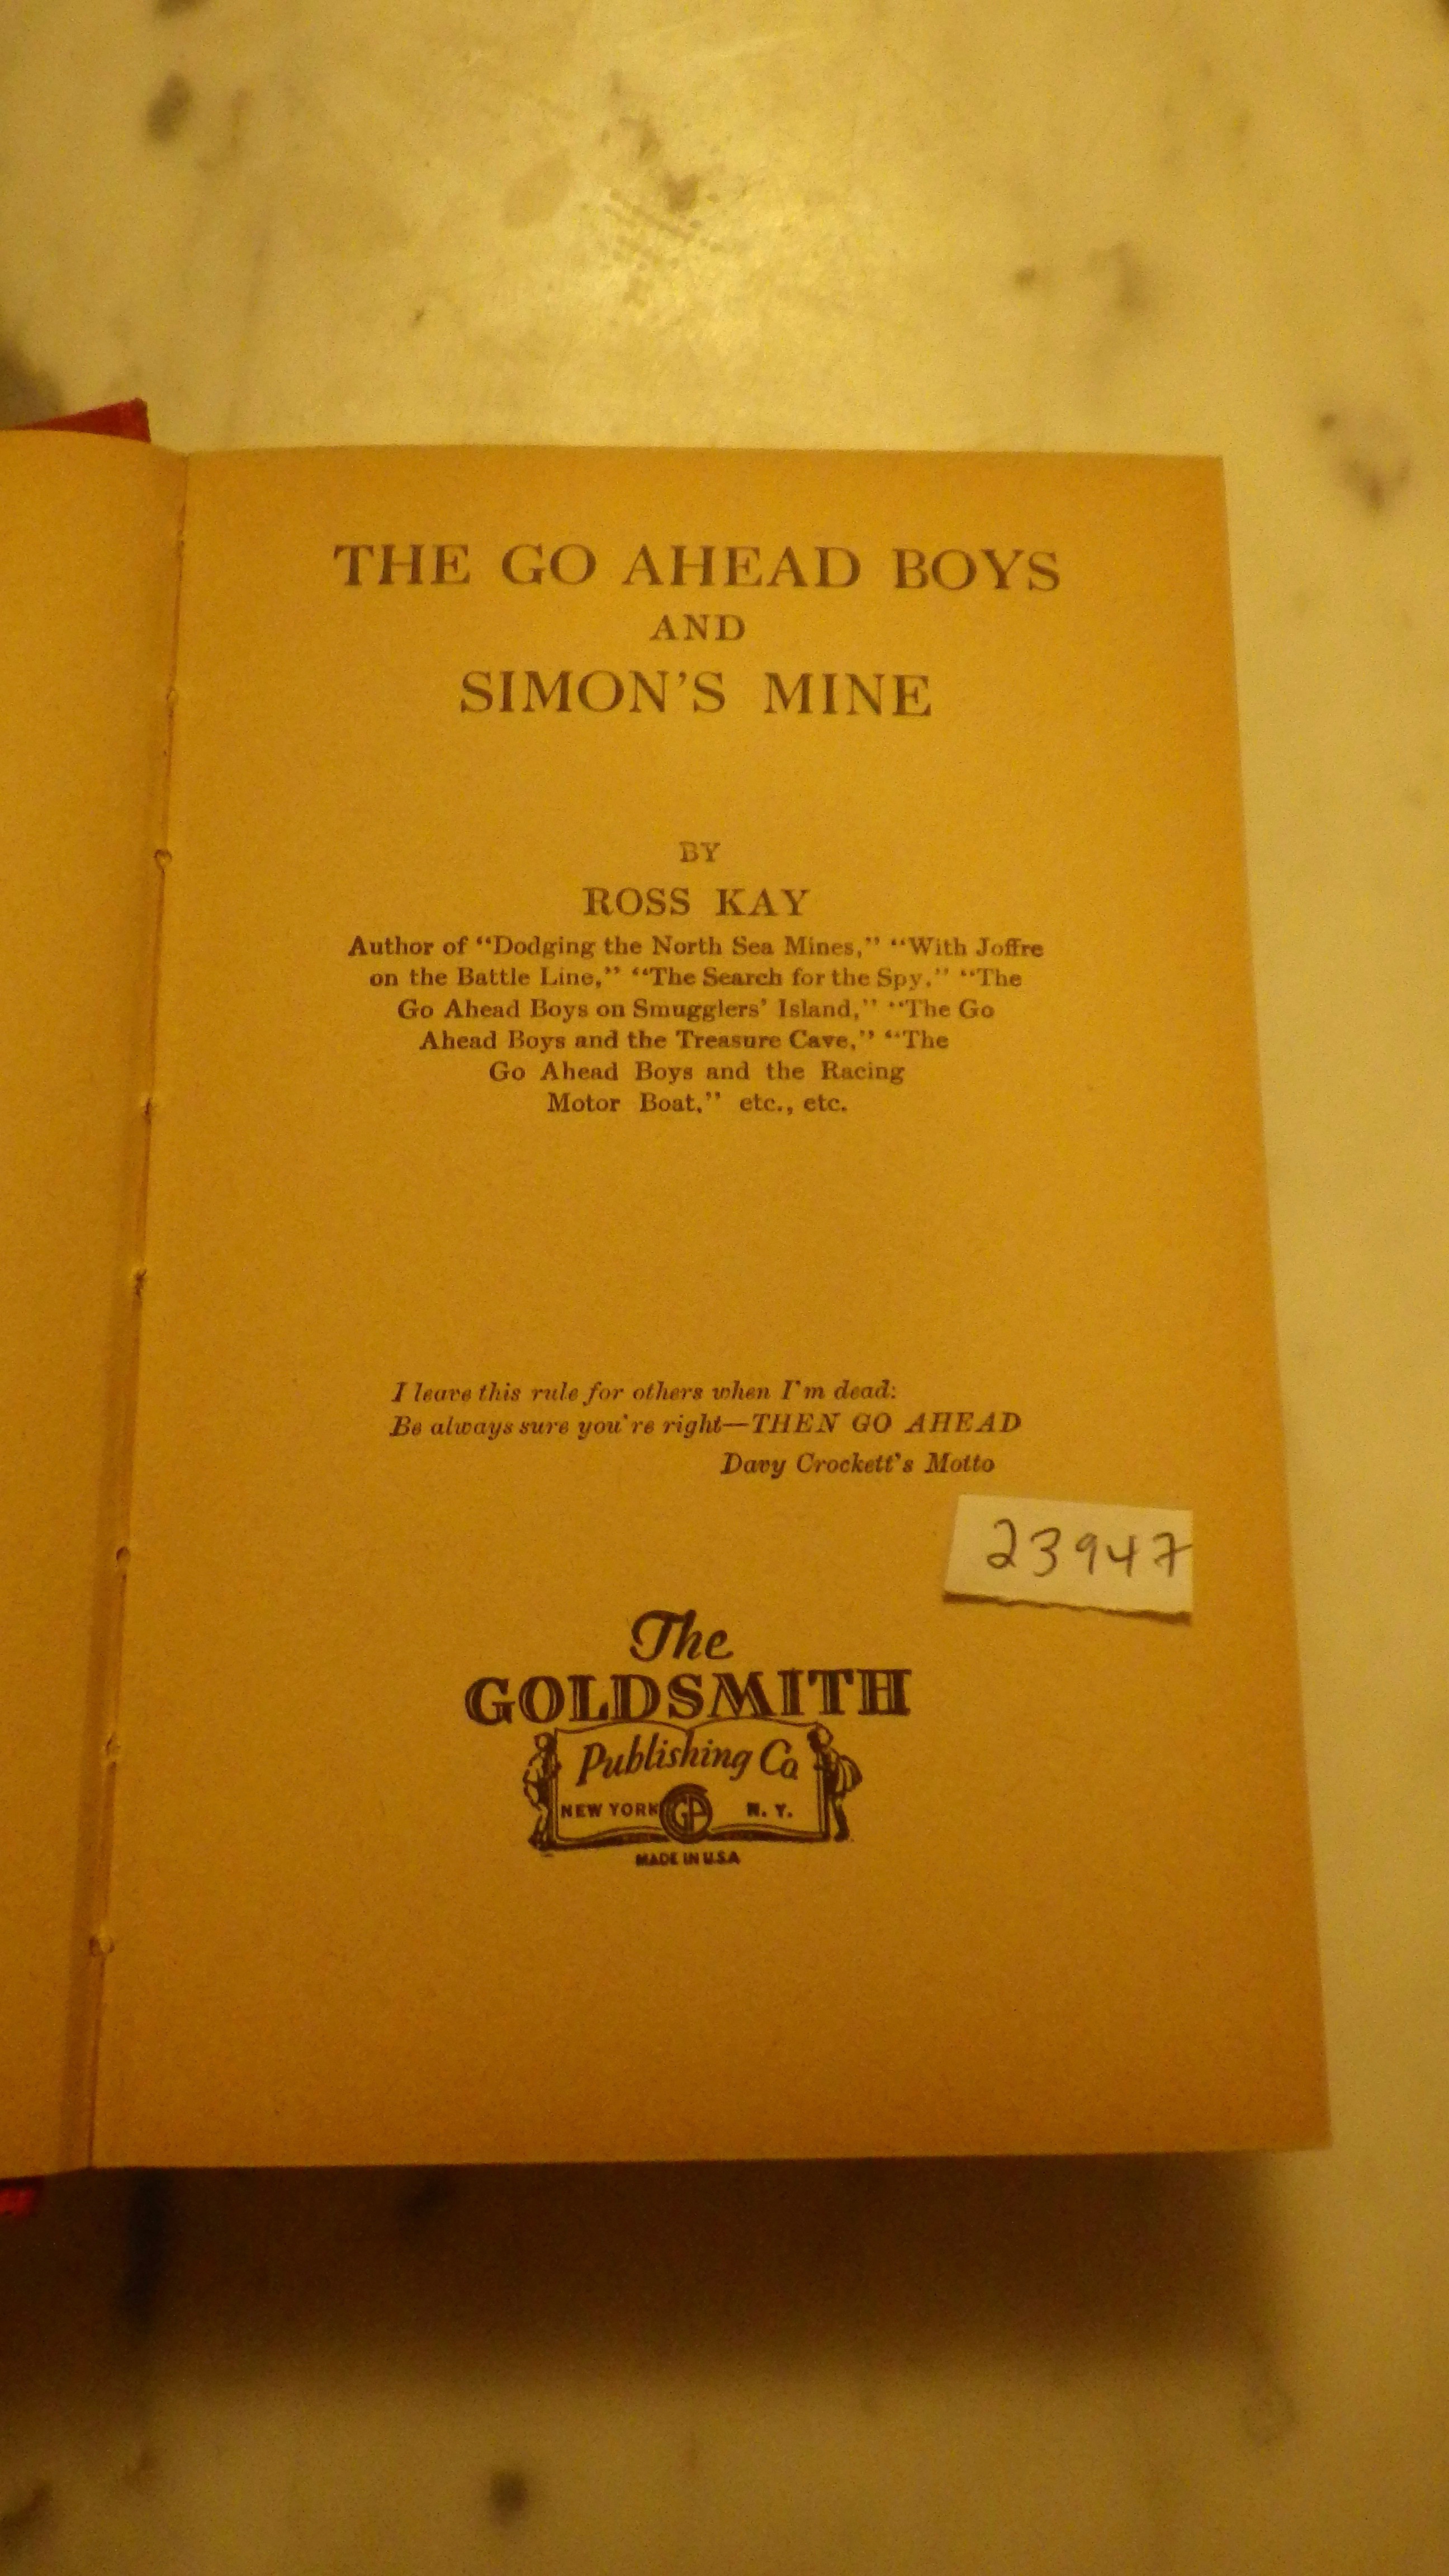 THE GO AHEAD BOYS
AND
SIMON'S MINE
BY
ROSS KAY
Author of "Dodging the North Sea Mines," "With Joffre
on the Battle Line," "The Search for the Spy," "The
Go Ahead Boys on Smugglers' Island," "The Go
Ahead Boys and the Treasure Cave," "The
Go Ahead Boys and the Racing
Motor Boat," etc., etc.
I leave this rule for others when I'm dead:
Be always sure you're right—THEN GO AHEAD
Davy Crockett's Motto
23947
The
GOLDSMITH
Publishing Co
NEW YORK GP N. Y.
MADE IN U.S.A